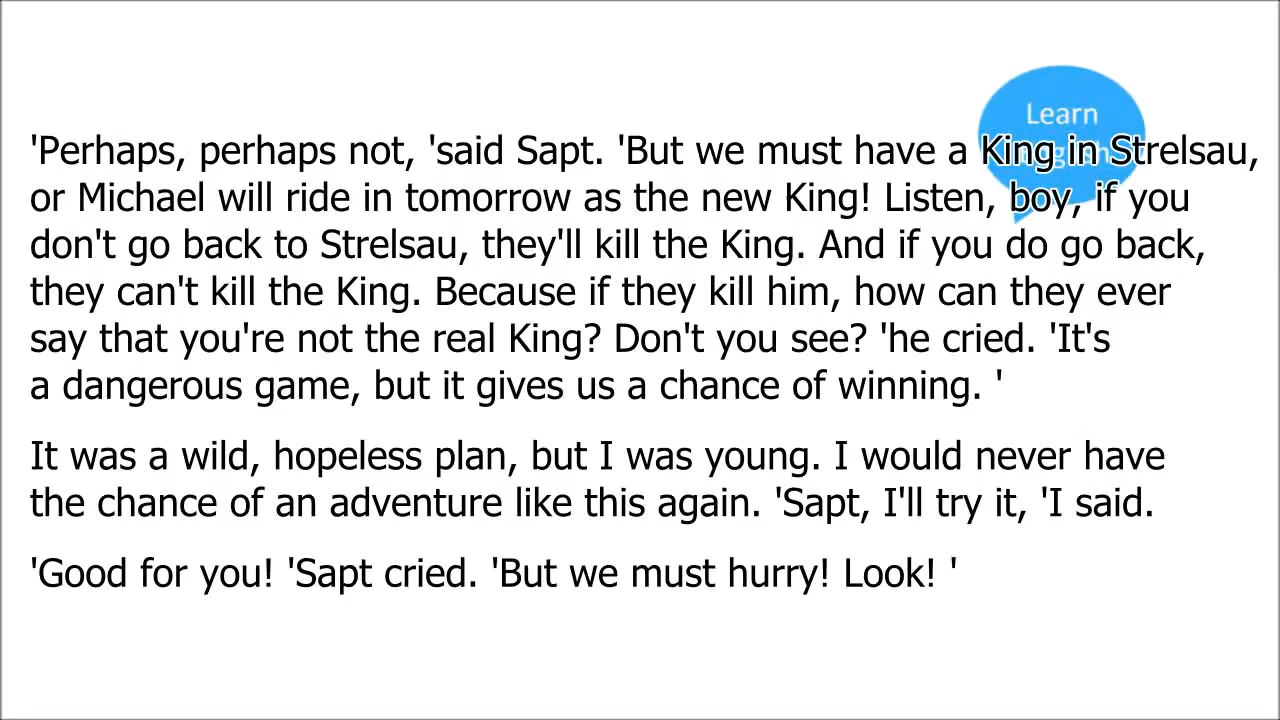 Learn
'Perhaps, perhaps not, 'said Sapt. 'But we must have a King in Strelsau,
or Michael will ride in tomorrow as the new King! Listen, boy, if you
don't go back to Strelsau, they'll kill the King. And if you do go back,
they can't kill the King. Because if they kill him, how can they ever
say that you're not the real King? Don't you see? 'he cried. 'It's
a dangerous game, but it gives us a chance of winning. '
It was a wild, hopeless plan, but I was young. I would never have
the chance of an adventure like this again. 'Sapt, I'll try it, 'I said.
'Good for you! 'Sapt cried. 'But we must hurry! Look! '